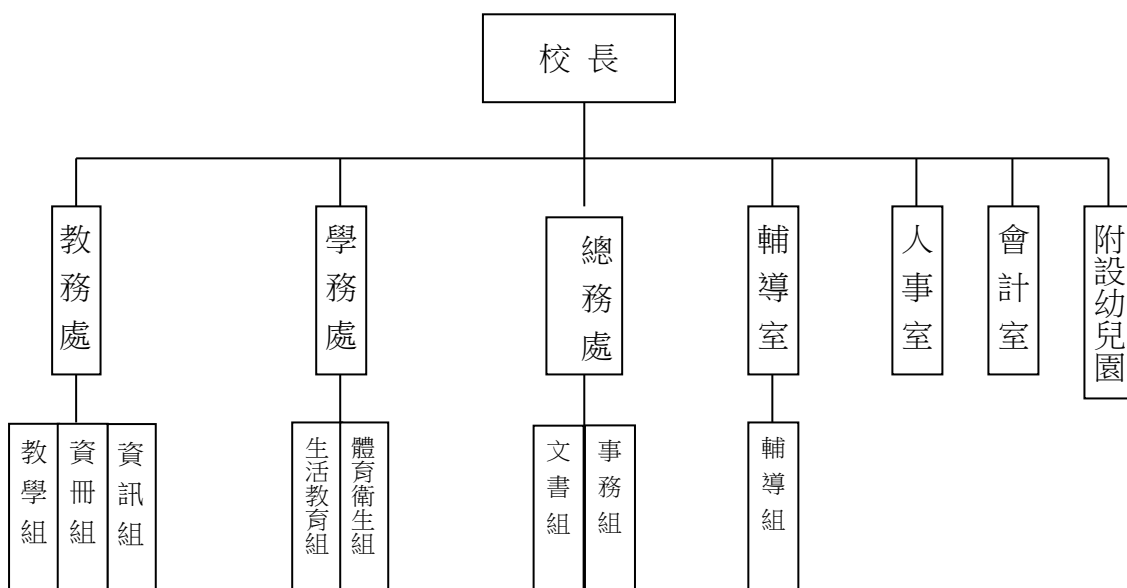 校長
教務處
學務處
總務處
輔導室
人事室
會計室
附設幼兒園
教學組
資冊組
資訊組
生活教育組
體育衛生組
文書組
事務組
輔導組